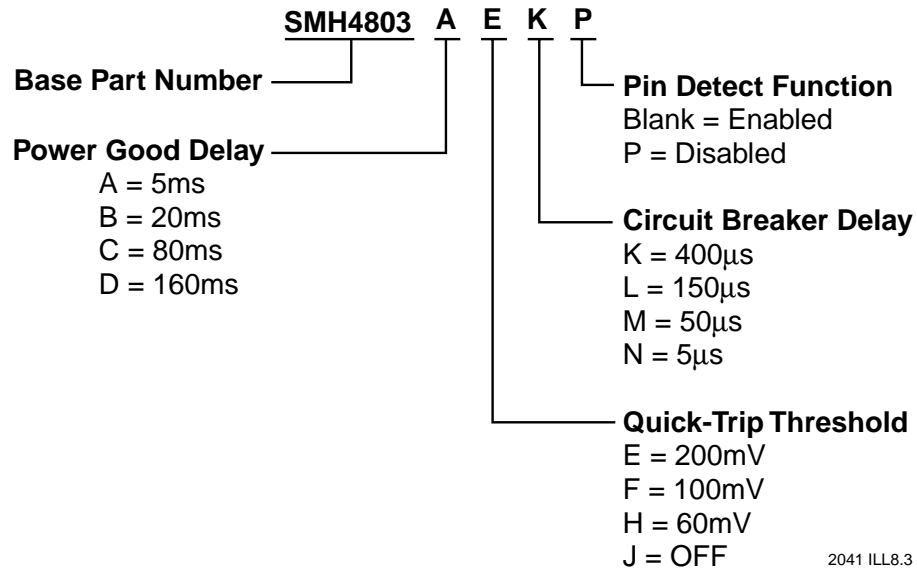 SMH4803 A E K P
Base Part Number
Power Good Delay
A = 5ms
B = 20ms
C = 80ms
D = 160ms
Pin Detect Function
Blank = Enabled
P = Disabled
Circuit Breaker Delay
K = 400µs
L = 150µs
M = 50µs
N = 5µs
Quick-Trip Threshold
E = 200mV
F = 100mV
H = 60mV
J = OFF
2041 ILL8.3